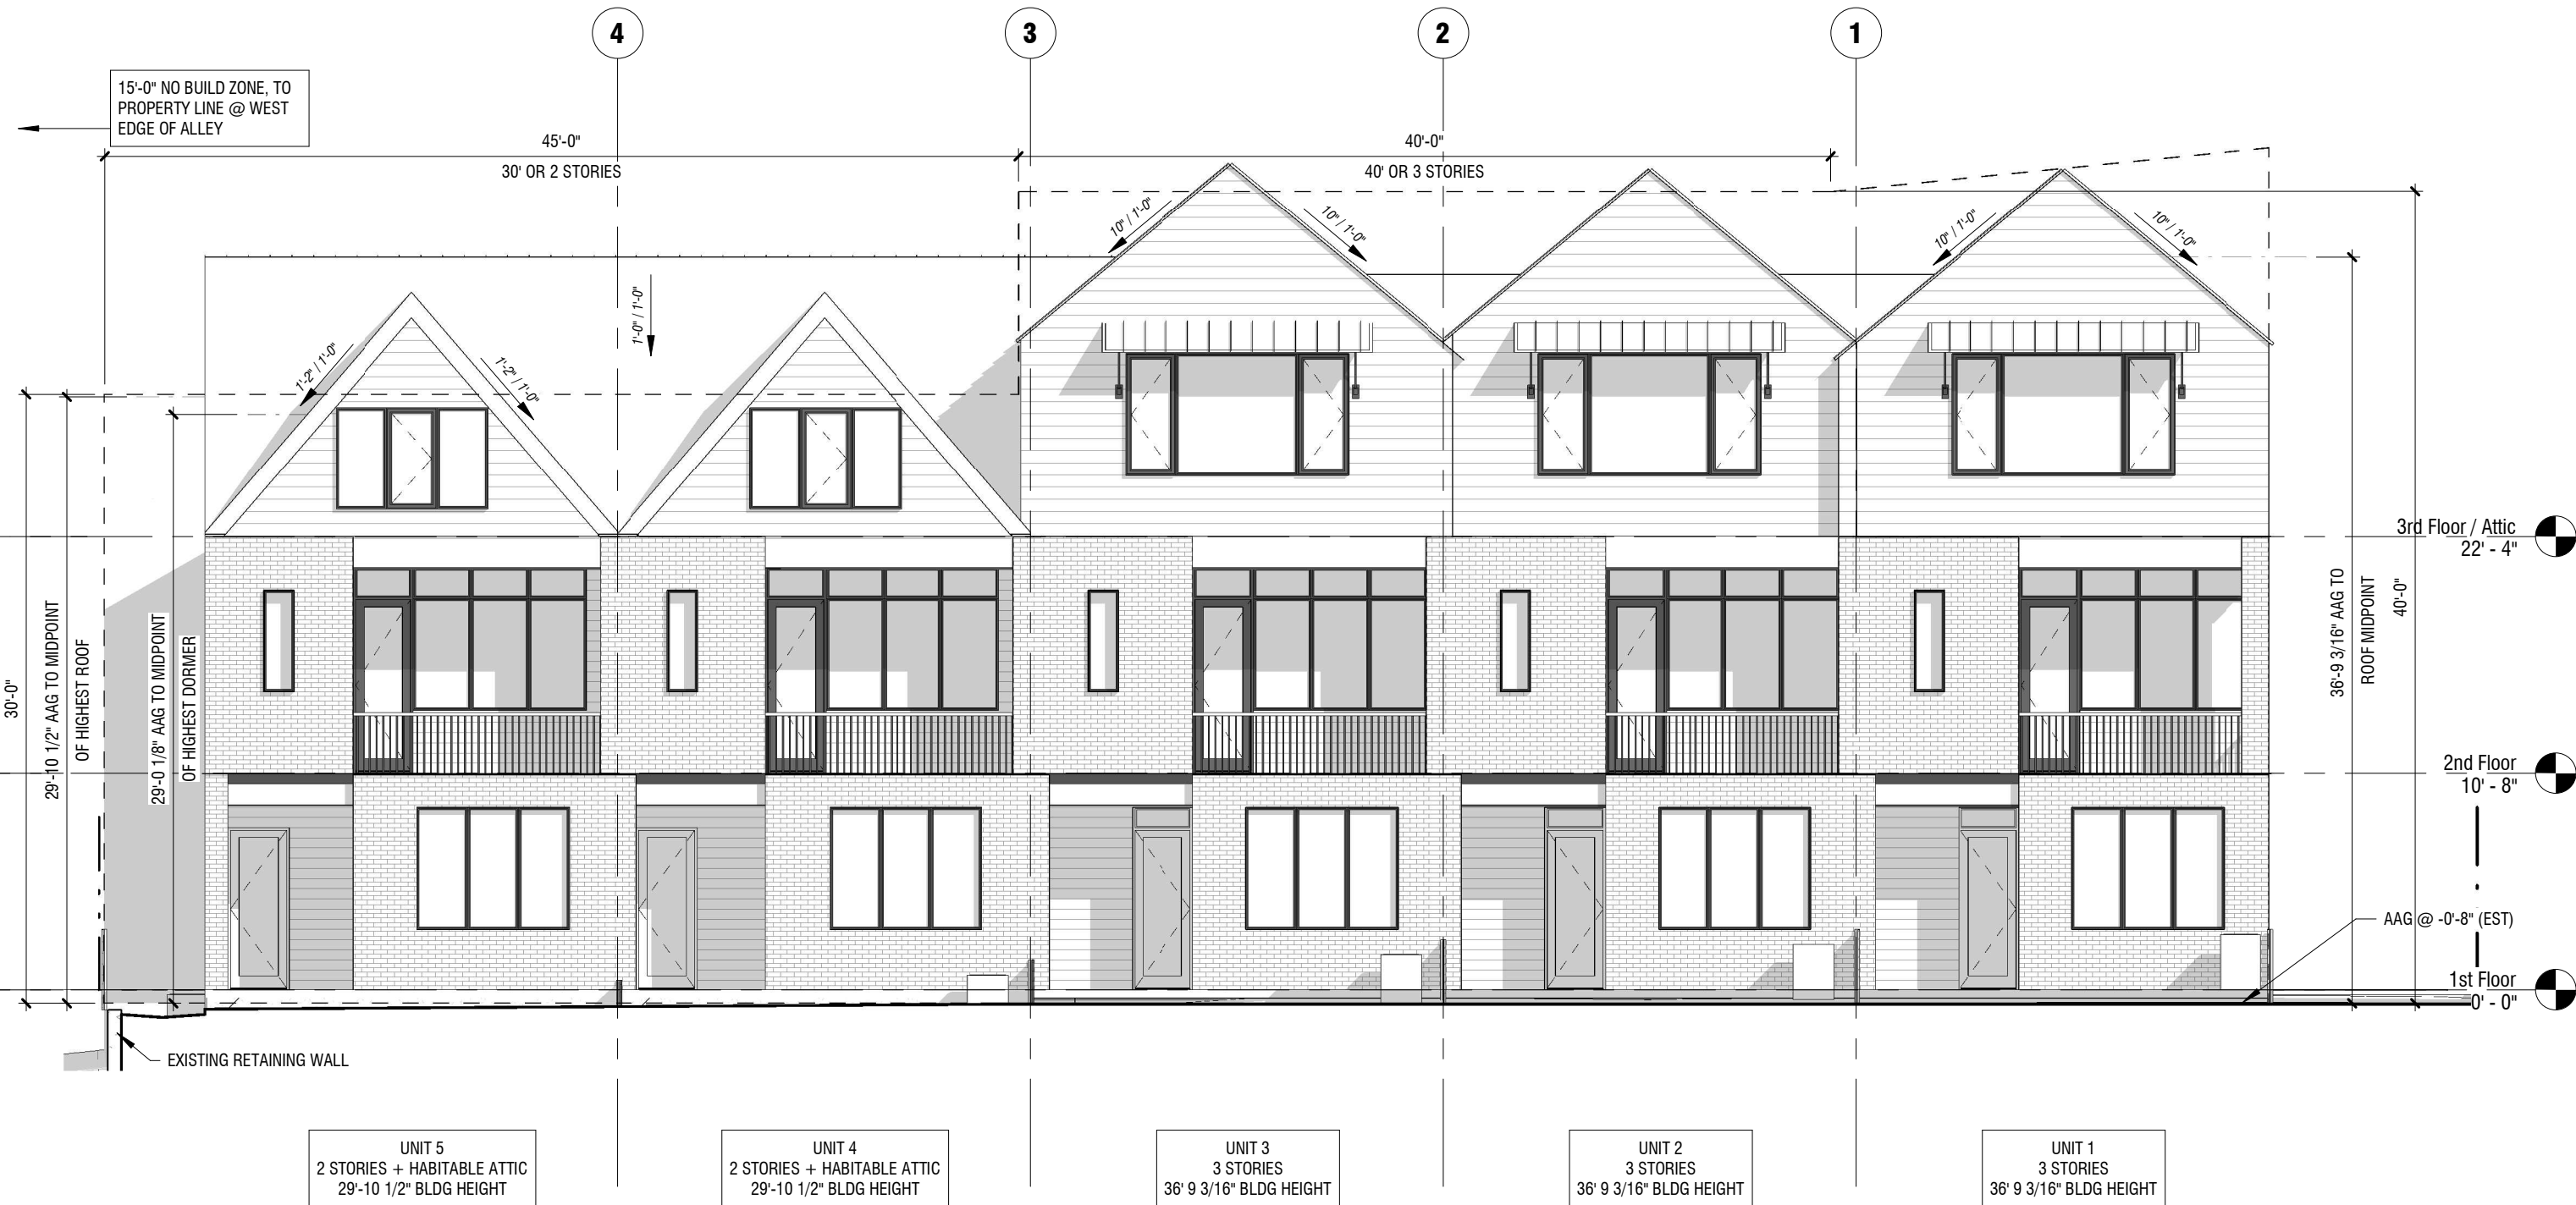 4
3
2
1
15'-0" NO BUILD ZONE, TO
PROPERTY LINE @ WEST
EDGE OF ALLEY
45'-0"
30' OR 2 STORIES
40'-0"
40' OR 3 STORIES
10" / 1'-0"
10" / 1'-0"
10" / 1'-0"
10" / 1'-0"
1'-2" / 1'-0"
1'-2" / 1'-0"
1'-0" / 1'-0"
30'-0"
29'-10 1/2" AAG TO MIDPOINT
OF HIGHEST ROOF
29'-0 1/8" AAG TO MIDPOINT
OF HIGHEST DORMER
36'-9 3/16" AAG TO
ROOF MIDPOINT
40'-0"
3rd Floor / Attic
22' - 4"
2nd Floor
10' - 8"
AAG @ -0'-8" (EST)
1st Floor
0' - 0"
EXISTING RETAINING WALL
UNIT 5
2 STORIES + HABITABLE ATTIC
29'-10 1/2" BLDG HEIGHT
UNIT 4
2 STORIES + HABITABLE ATTIC
29'-10 1/2" BLDG HEIGHT
UNIT 3
3 STORIES
36' 9 3/16" BLDG HEIGHT
UNIT 2
3 STORIES
36' 9 3/16" BLDG HEIGHT
UNIT 1
3 STORIES
36' 9 3/16" BLDG HEIGHT